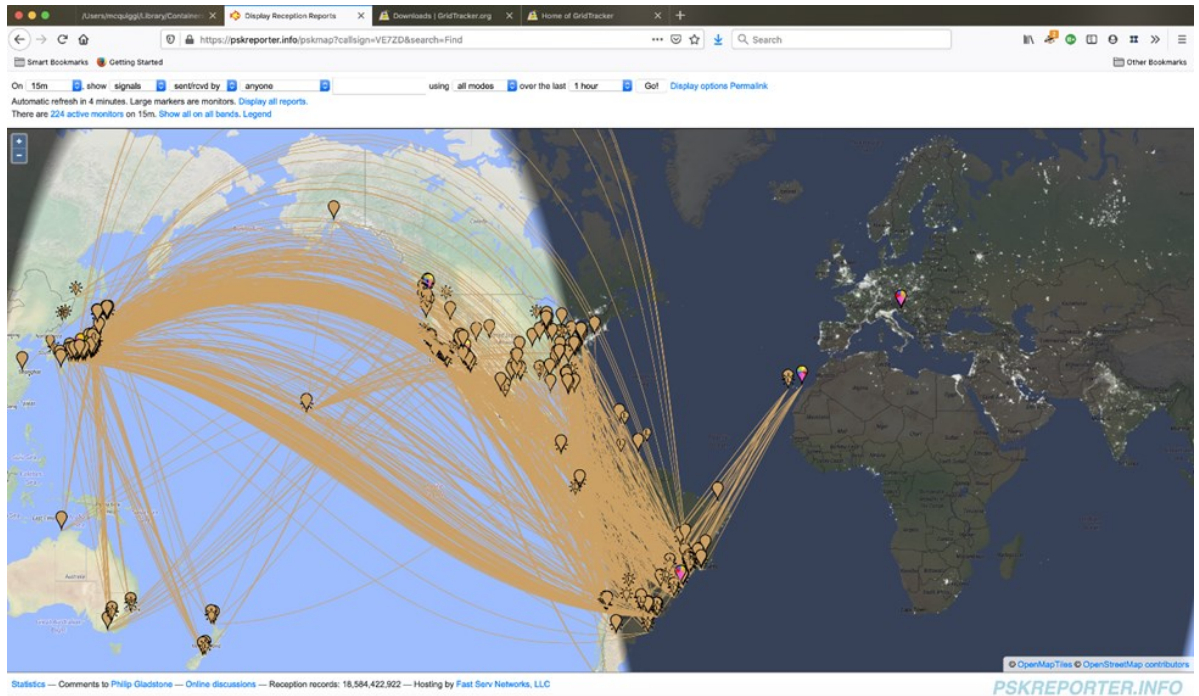 /Users/mcquiggi/Library/Containers
Display Reception Reports
Downloads | GridTracker.org
Home of GridTracker
https://pskreporter.info/pskmap?callsign=VE7ZD&search=Find
Search
Smart Bookmarks
Getting Started
Other Bookmarks
On 15m , show signals sent/rcvd by anyone using all modes over the last 1 hour Go! Display options Permalink
Automatic refresh in 4 minutes. Large markers are monitors. Display all reports.
There are 224 active monitors on 15m. Show all on all bands. Legend
+
−
Canada
Australia
© OpenMapTiles © OpenStreetMap contributors
Statistics — Comments to Philip Gladstone — Online discussions — Reception records: 18,584,422,922 — Hosting by Fast Serv Networks, LLC
PSKREPORTER.INFO